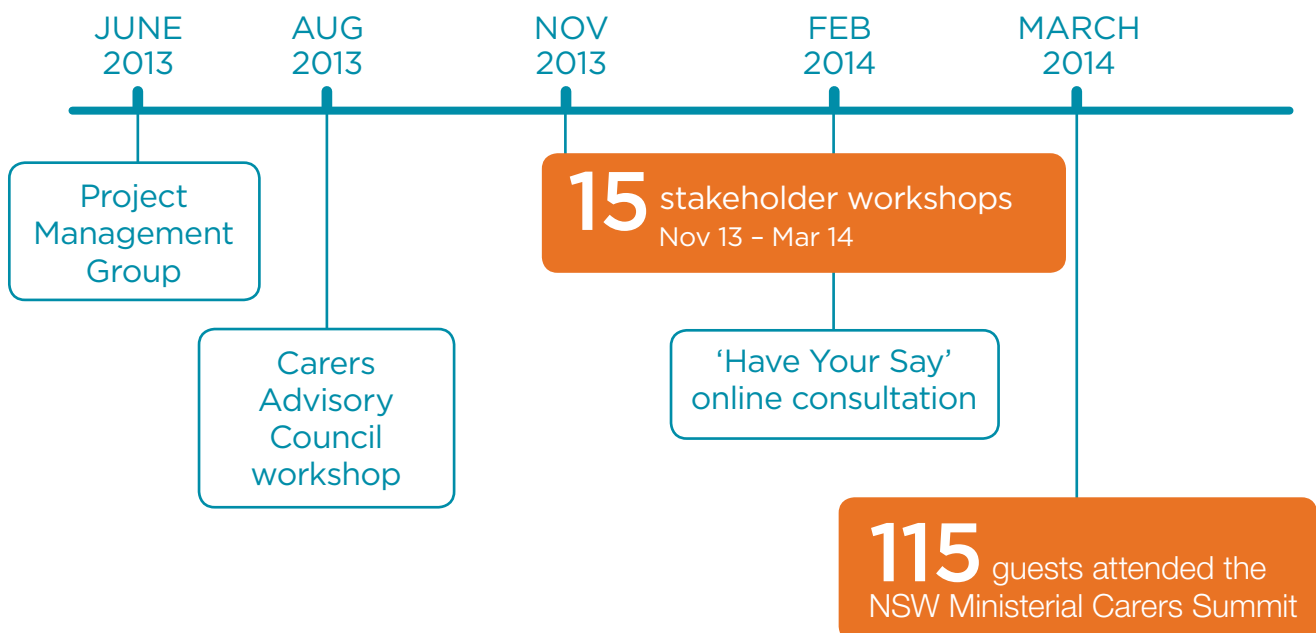 JUNE
2013
AUG
2013
NOV
2013
FEB
2014
MARCH
2014
Project
Management
Group
15 stakeholder workshops
Nov 13 – Mar 14
Carers
Advisory
Council
workshop
‘Have Your Say’
online consultation
115 guests attended the
NSW Ministerial Carers Summit